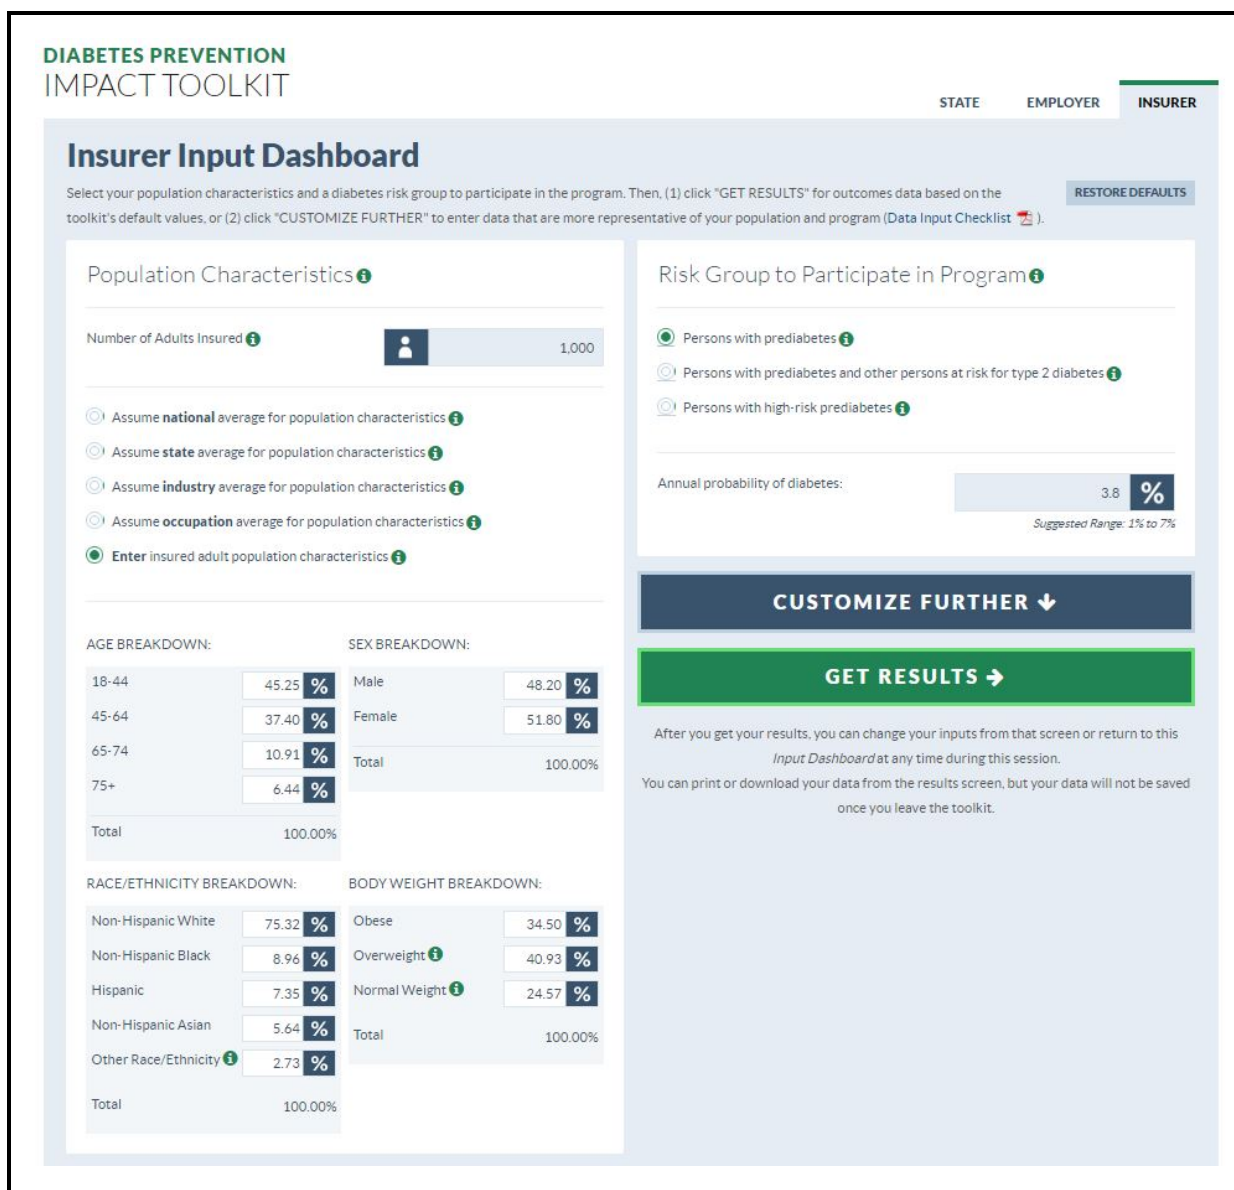 DIABETES PREVENTION
IMPACT TOOLKIT
STATE EMPLOYER INSURER
Insurer Input Dashboard
Select your population characteristics and a diabetes risk group to participate in the program. Then, (1) click "GET RESULTS" for outcomes data based on the
toolkit's default values, or (2) click "CUSTOMIZE FURTHER" to enter data that are more representative of your population and program (Data Input Checklist ).
RESTORE DEFAULTS
Population Characteristics
Number of Adults Insured 1,000
Assume national average for population characteristics
Assume state average for population characteristics
Assume industry average for population characteristics
Assume occupation average for population characteristics
Enter insured adult population characteristics
AGE BREAKDOWN:
18-44 45.25 %
45-64 37.40 %
65-74 10.91 %
75+ 6.44 %
Total 100.00%
SEX BREAKDOWN:
Male 48.20 %
Female 51.80 %
Total 100.00%
RACE/ETHNICITY BREAKDOWN:
Non-Hispanic White 75.32 %
Non-Hispanic Black 8.96 %
Hispanic 7.35 %
Non-Hispanic Asian 5.64 %
Other Race/Ethnicity 2.73 %
Total 100.00%
BODY WEIGHT BREAKDOWN:
Obese 34.50 %
Overweight 40.93 %
Normal Weight 24.57 %
Total 100.00%
Risk Group to Participate in Program
Persons with prediabetes
Persons with prediabetes and other persons at risk for type 2 diabetes
Persons with high-risk prediabetes
Annual probability of diabetes: 3.8 %
Suggested Range: 1% to 7%
CUSTOMIZE FURTHER
GET RESULTS
After you get your results, you can change your inputs from that screen or return to this
Input Dashboard at any time during this session.
You can print or download your data from the results screen, but your data will not be saved
once you leave the toolkit.